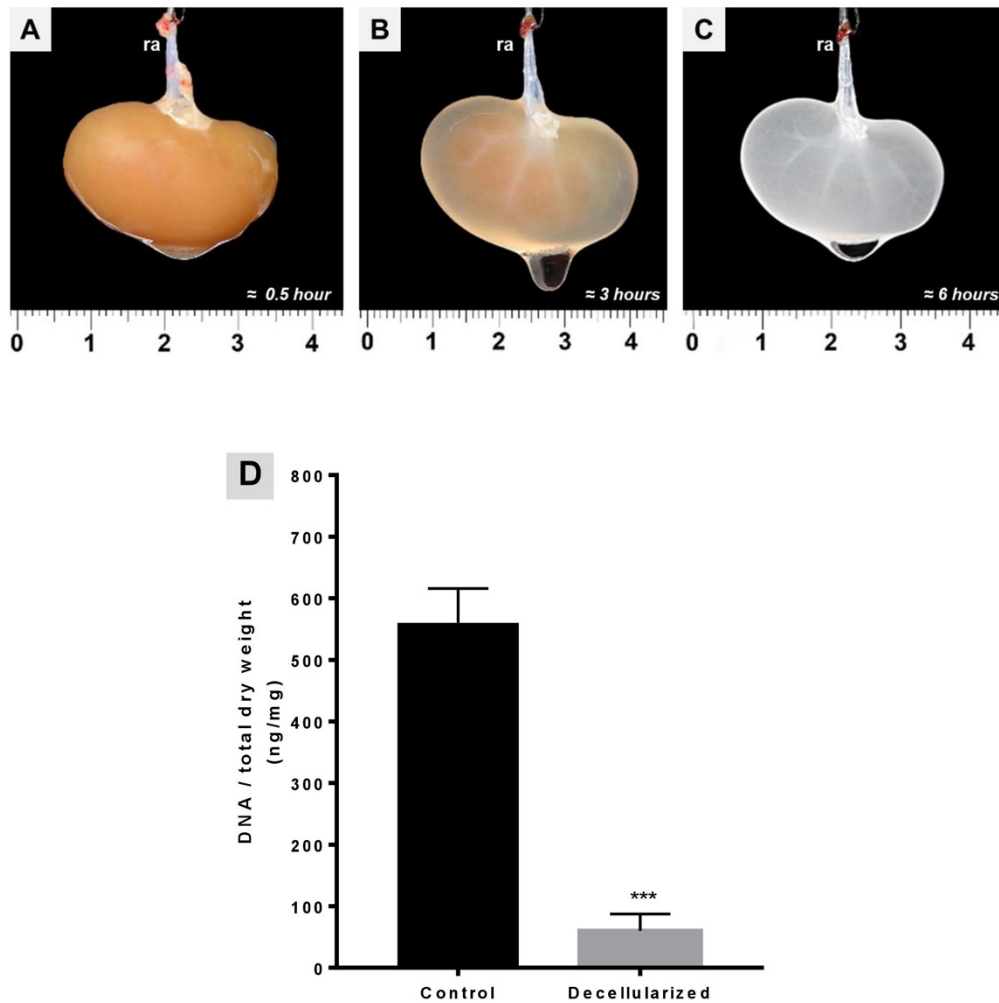 A
ra
≈ 0.5 hour
0 1 2 3 4
B
ra
≈ 3 hours
0 1 2 3 4
C
ra
≈ 6 hours
0 1 2 3 4
D
DNA / total dry weight
(ng/mg)
800
700
600
500
400
300
200
100
0
***
Control Decellularized